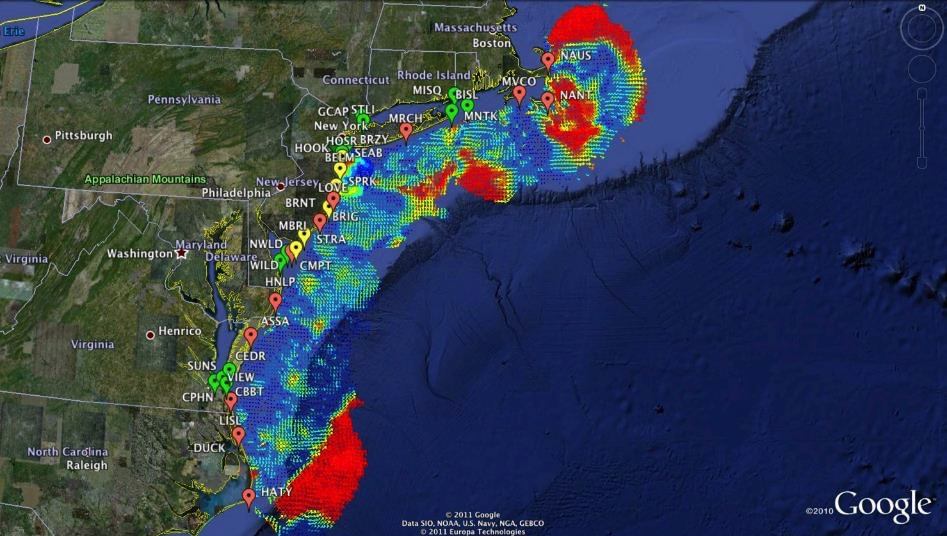 Massachusetts
Erie
Boston
N
NAUS
Connecticut
Rhode Island
MVCO
MISQ
BISL
NANT
Pennsylvania
GCAP
STLI
MNTK
New York
MRCH
Pittsburgh
HOSR
BRZY
HOOK
SEAB
BELM
Appalachian Mountains
New Jersey
SPRK
Philadelphia
LOVE
BRNT
BRIG
MBRI
STRA
NWLD
Maryland
Washington
Delaware
Virginia
WILD
CMPT
HNLP
ASSA
Henrico
Virginia
CEDR
SUNS
VIEW
CPHN
CBBT
LISL
DUCK
North Carolina
Raleigh
HATY
© 2011 Google
Data SIO, NOAA, U.S. Navy, NGA, GEBCO
© 2011 Europa Technologies
©2010 Google